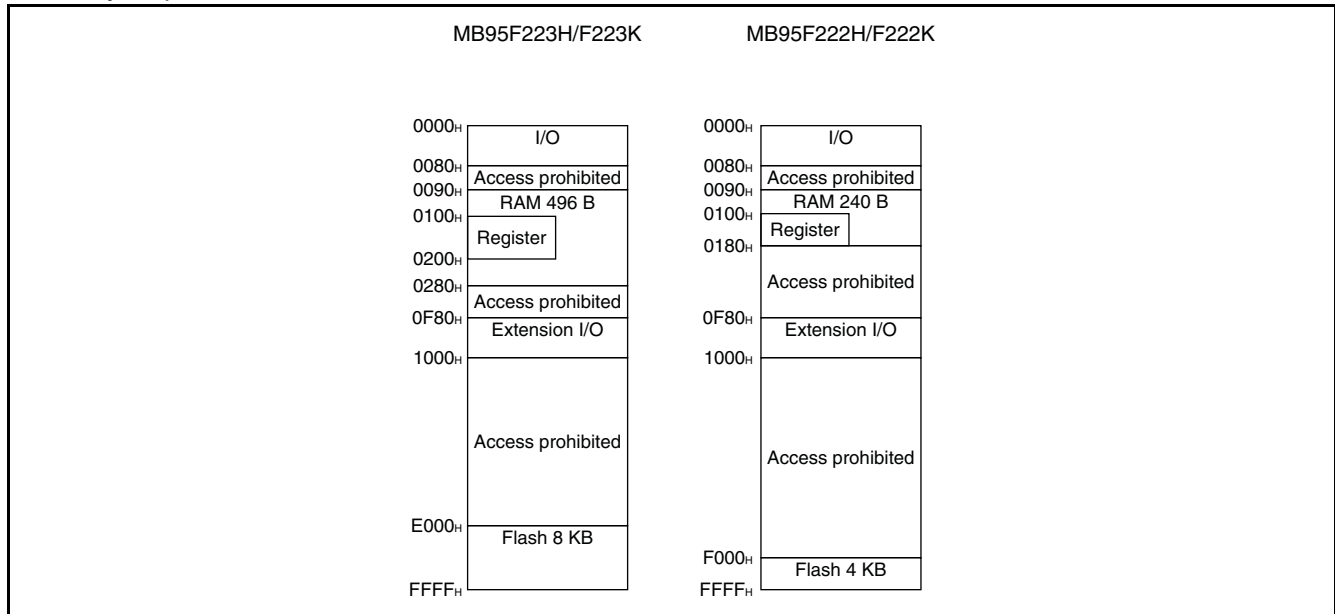 MB95F223H/F223K
0000H
I/O
0080H
Access prohibited
0090H
RAM 496 B
0100H
Register
0200H
0280H
Access prohibited
0F80H
Extension I/O
1000H
Access prohibited
E000H
Flash 8 KB
FFFFH
MB95F222H/F222K
0000H
I/O
0080H
Access prohibited
0090H
RAM 240 B
0100H
Register
0180H
Access prohibited
0F80H
Extension I/O
1000H
Access prohibited
F000H
Flash 4 KB
FFFFH